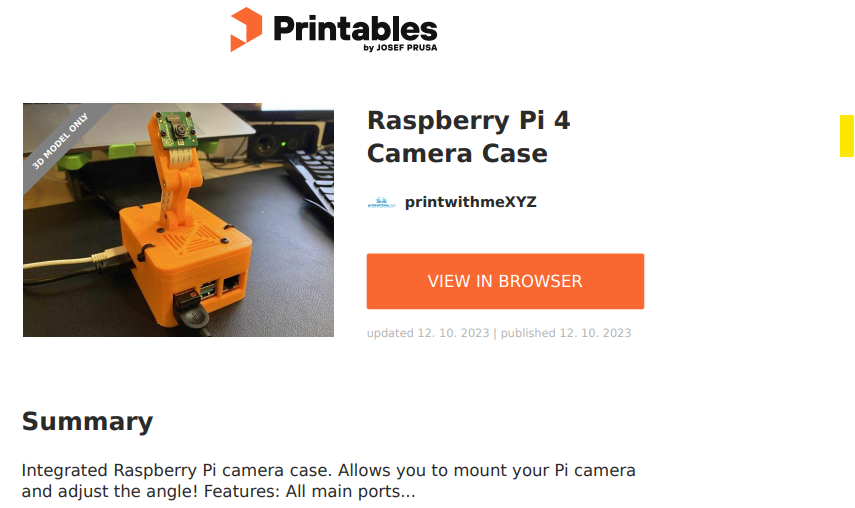 Printables
by JOSEF PRUSA
3D MODEL ONLY
Raspberry Pi 4
Camera Case
printwithmeXYZ
VIEW IN BROWSER
updated 12. 10. 2023 | published 12. 10. 2023
Summary
Integrated Raspberry Pi camera case. Allows you to mount your Pi camera
and adjust the angle! Features: All main ports...